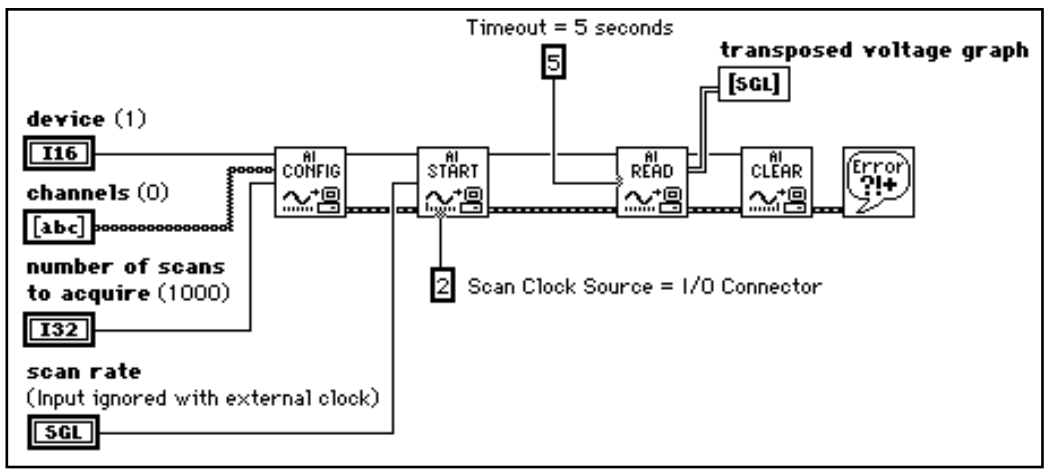 Timeout = 5 seconds
5
transposed voltage graph
[SGL]
device (1)
I16
channels (0)
[abc]
number of scans
to acquire (1000)
I32
scan rate
(Input ignored with external clock)
SGL
AI
CONFIG
AI
START
AI
READ
AI
CLEAR
Error
?!+
2 Scan Clock Source = I/O Connector